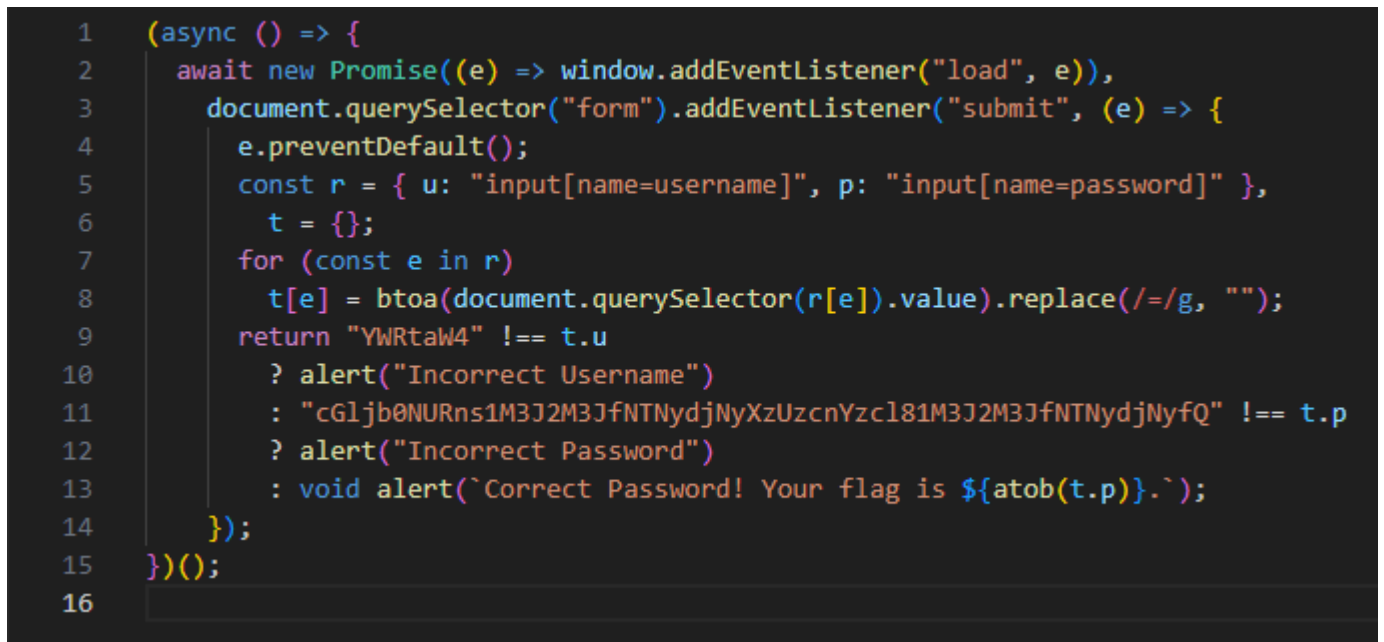 1 (async () => {
2 await new Promise((e) => window.addEventListener("load", e)),
3 document.querySelector("form").addEventListener("submit", (e) => {
4 e.preventDefault();
5 const r = { u: "input[name=username]", p: "input[name=password]" },
6 t = {};
7 for (const e in r)
8 t[e] = btoa(document.querySelector(r[e]).value).replace(/=/g, "");
9 return "YWRtaW4" !== t.u
10 ? alert("Incorrect Username")
11 : "cGljb0NURns1M3J2M3JfNTNydjNyXzUzcnYzcl81M3J2M3JfNTNydjNyfQ" !== t.p
12 ? alert("Incorrect Password")
13 : void alert(`Correct Password! Your flag is ${atob(t.p)}.`);
14 });
15 })();
16